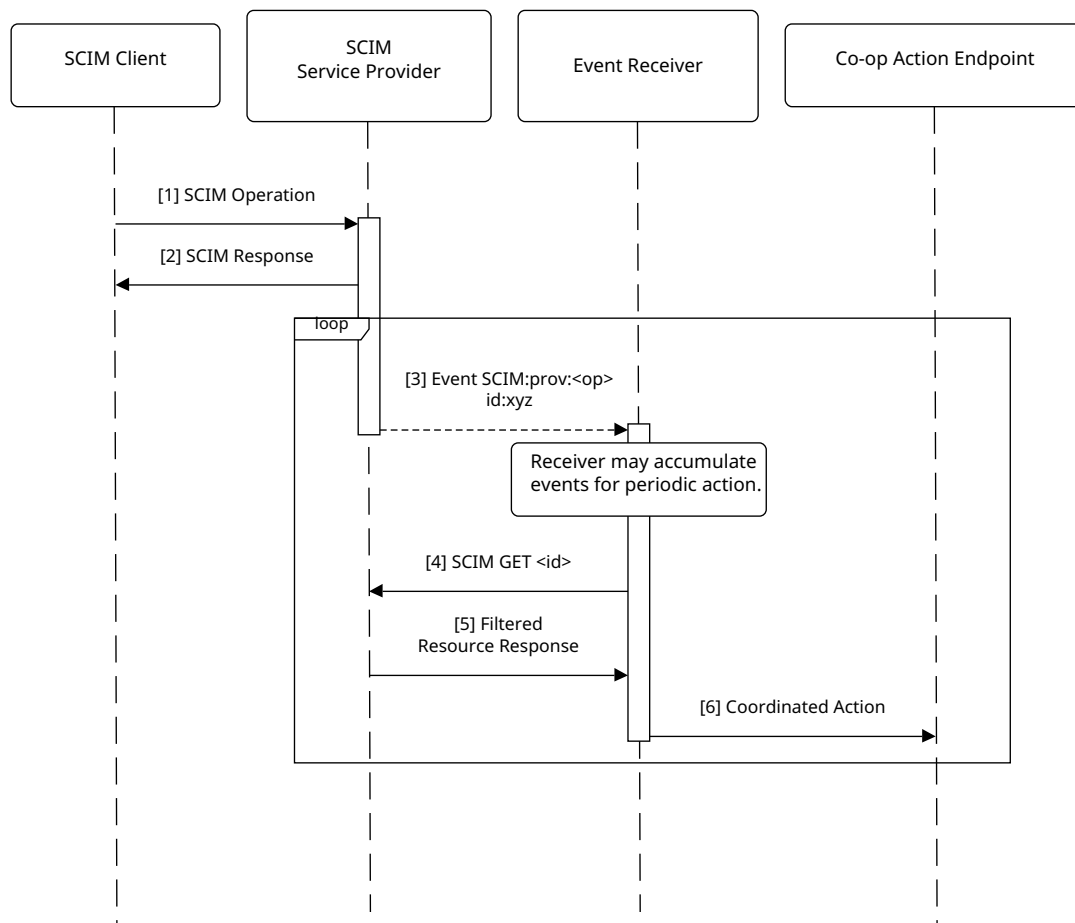 SCIM Client
SCIM
Service Provider
Event Receiver
Co-op Action Endpoint
[1] SCIM Operation
[2] SCIM Response
loop
[3] Event SCIM:prov:<op>
id:xyz
Receiver may accumulate
events for periodic action.
[4] SCIM GET <id>
[5] Filtered
Resource Response
[6] Coordinated Action